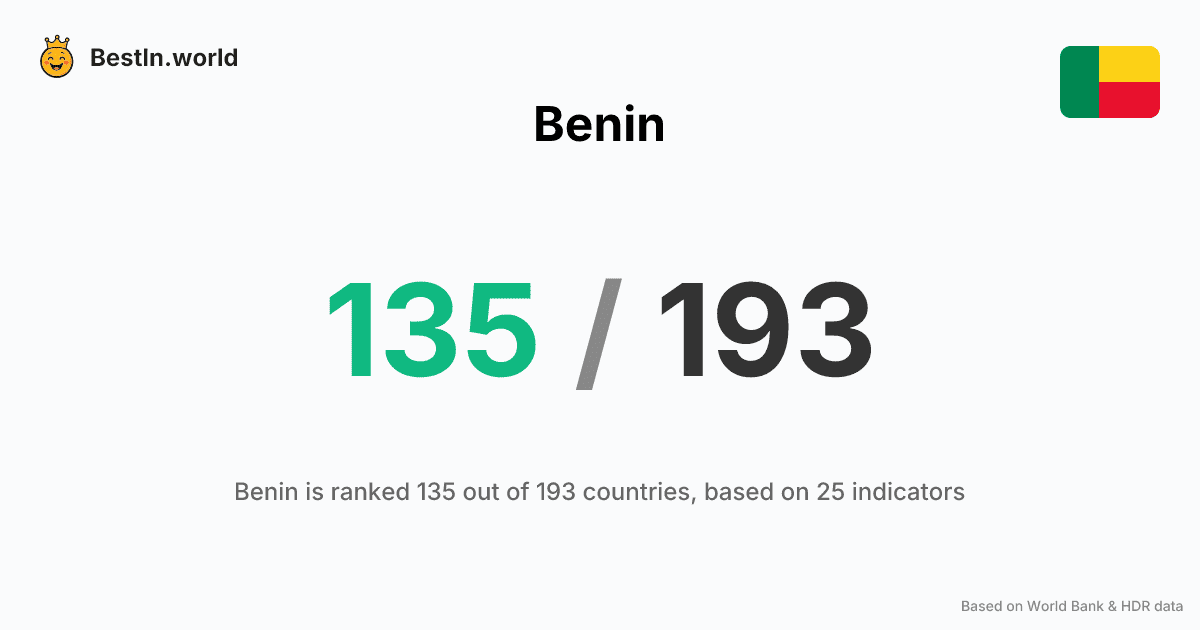 BestIn.world
Benin
135 / 193
Benin is ranked 135 out of 193 countries, based on 25 indicators
Based on World Bank & HDR data